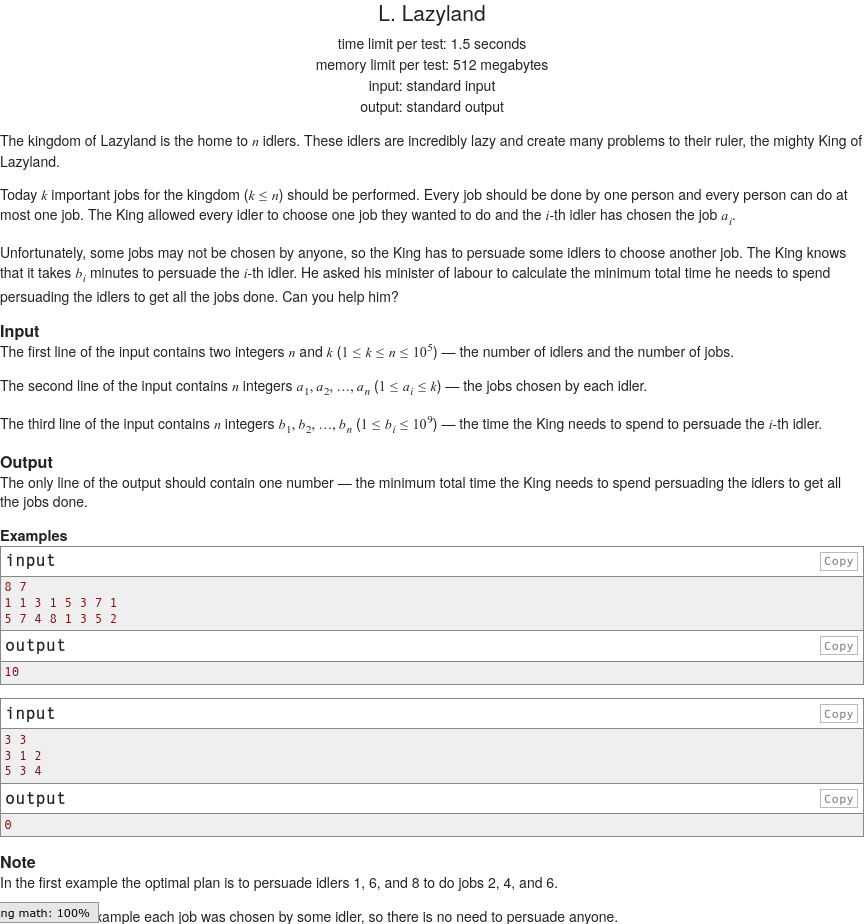 L. Lazyland
time limit per test: 1.5 seconds
memory limit per test: 512 megabytes
input: standard input
output: standard output
The kingdom of Lazyland is the home to n idlers. These idlers are incredibly lazy and create many problems to their ruler, the mighty King of
Lazyland.
Today k important jobs for the kingdom (k ≤ n) should be performed. Every job should be done by one person and every person can do at
most one job. The King allowed every idler to choose one job they wanted to do and the i-th idler has chosen the job a_i.
Unfortunately, some jobs may not be chosen by anyone, so the King has to persuade some idlers to choose another job. The King knows
that it takes b_i minutes to persuade the i-th idler. He asked his minister of labour to calculate the minimum total time he needs to spend
persuading the idlers to get all the jobs done. Can you help him?
Input
The first line of the input contains two integers n and k (1 ≤ k ≤ n ≤ 10^5) — the number of idlers and the number of jobs.
The second line of the input contains n integers a_1, a_2, …, a_n (1 ≤ a_i ≤ k) — the jobs chosen by each idler.
The third line of the input contains n integers b_1, b_2, …, b_n (1 ≤ b_i ≤ 10^9) — the time the King needs to spend to persuade the i-th idler.
Output
The only line of the output should contain one number — the minimum total time the King needs to spend persuading the idlers to get all
the jobs done.
Examples
input Copy
8 7
1 1 3 1 5 3 7 1
5 7 4 8 1 3 5 2
output Copy
10
input Copy
3 3
3 1 2
5 3 4
output Copy
0
Note
In the first example the optimal plan is to persuade idlers 1, 6, and 8 to do jobs 2, 4, and 6.
ng math: 100% xample each job was chosen by some idler, so there is no need to persuade anyone.